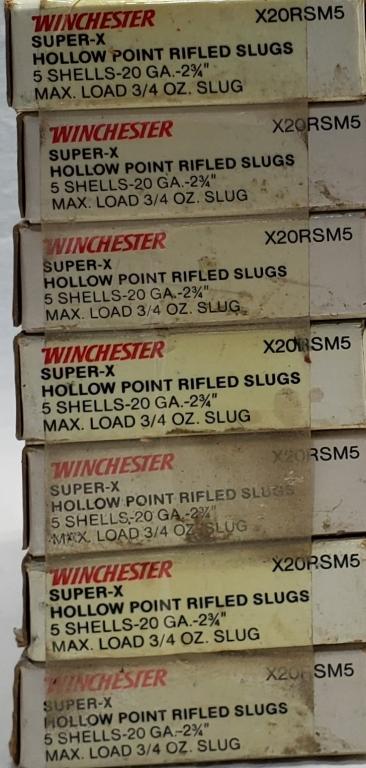 WINCHESTER X20RSM5
SUPER-X
HOLLOW POINT RIFLED SLUGS
5 SHELLS-20 GA.-2¾"
MAX. LOAD 3/4 OZ. SLUG
WINCHESTER X20RSM5
SUPER-X
HOLLOW POINT RIFLED SLUGS
5 SHELLS-20 GA.-2¾"
MAX. LOAD 3/4 OZ. SLUG
WINCHESTER X20RSM5
SUPER-X
HOLLOW POINT RIFLED SLUGS
5 SHELLS-20 GA.-2¾"
MAX. LOAD 3/4 OZ. SLUG
WINCHESTER X20RSM5
SUPER-X
HOLLOW POINT RIFLED SLUGS
5 SHELLS-20 GA.-2¾"
MAX. LOAD 3/4 OZ. SLUG
WINCHESTER X20RSM5
SUPER-X
HOLLOW POINT RIFLED SLUGS
5 SHELLS-20 GA.-2¾"
MAX. LOAD 3/4 OZ. SLUG
WINCHESTER X20RSM5
SUPER-X
HOLLOW POINT RIFLED SLUGS
5 SHELLS-20 GA.-2¾"
MAX. LOAD 3/4 OZ. SLUG
WINCHESTER X20RSM5
SUPER-X
HOLLOW POINT RIFLED SLUGS
5 SHELLS-20 GA.-2¾"
MAX. LOAD 3/4 OZ. SLUG